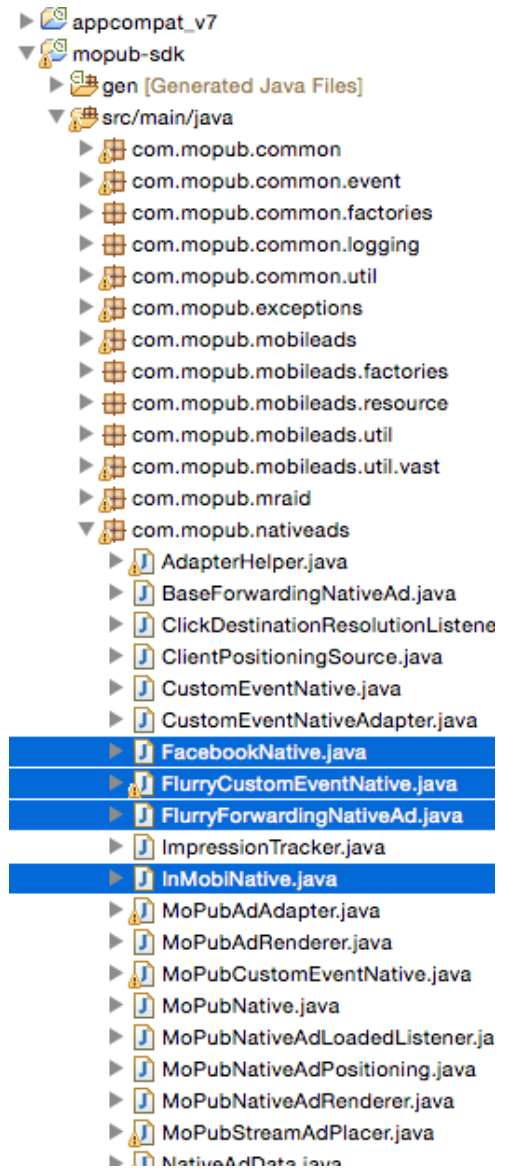 appcompat_v7
mopub-sdk
gen [Generated Java Files]
src/main/java
com.mopub.common
com.mopub.common.event
com.mopub.common.factories
com.mopub.common.logging
com.mopub.common.util
com.mopub.exceptions
com.mopub.mobileads
com.mopub.mobileads.factories
com.mopub.mobileads.resource
com.mopub.mobileads.util
com.mopub.mobileads.util.vast
com.mopub.mraid
com.mopub.nativeads
AdapterHelper.java
BaseForwardingNativeAd.java
ClickDestinationResolutionListene
ClientPositioningSource.java
CustomEventNative.java
CustomEventNativeAdapter.java
FacebookNative.java
FlurryCustomEventNative.java
FlurryForwardingNativeAd.java
ImpressionTracker.java
InMobiNative.java
MoPubAdAdapter.java
MoPubAdRenderer.java
MoPubCustomEventNative.java
MoPubNative.java
MoPubNativeAdLoadedListener.ja
MoPubNativeAdPositioning.java
MoPubNativeAdRenderer.java
MoPubStreamAdPlacer.java
NativeAdData.java